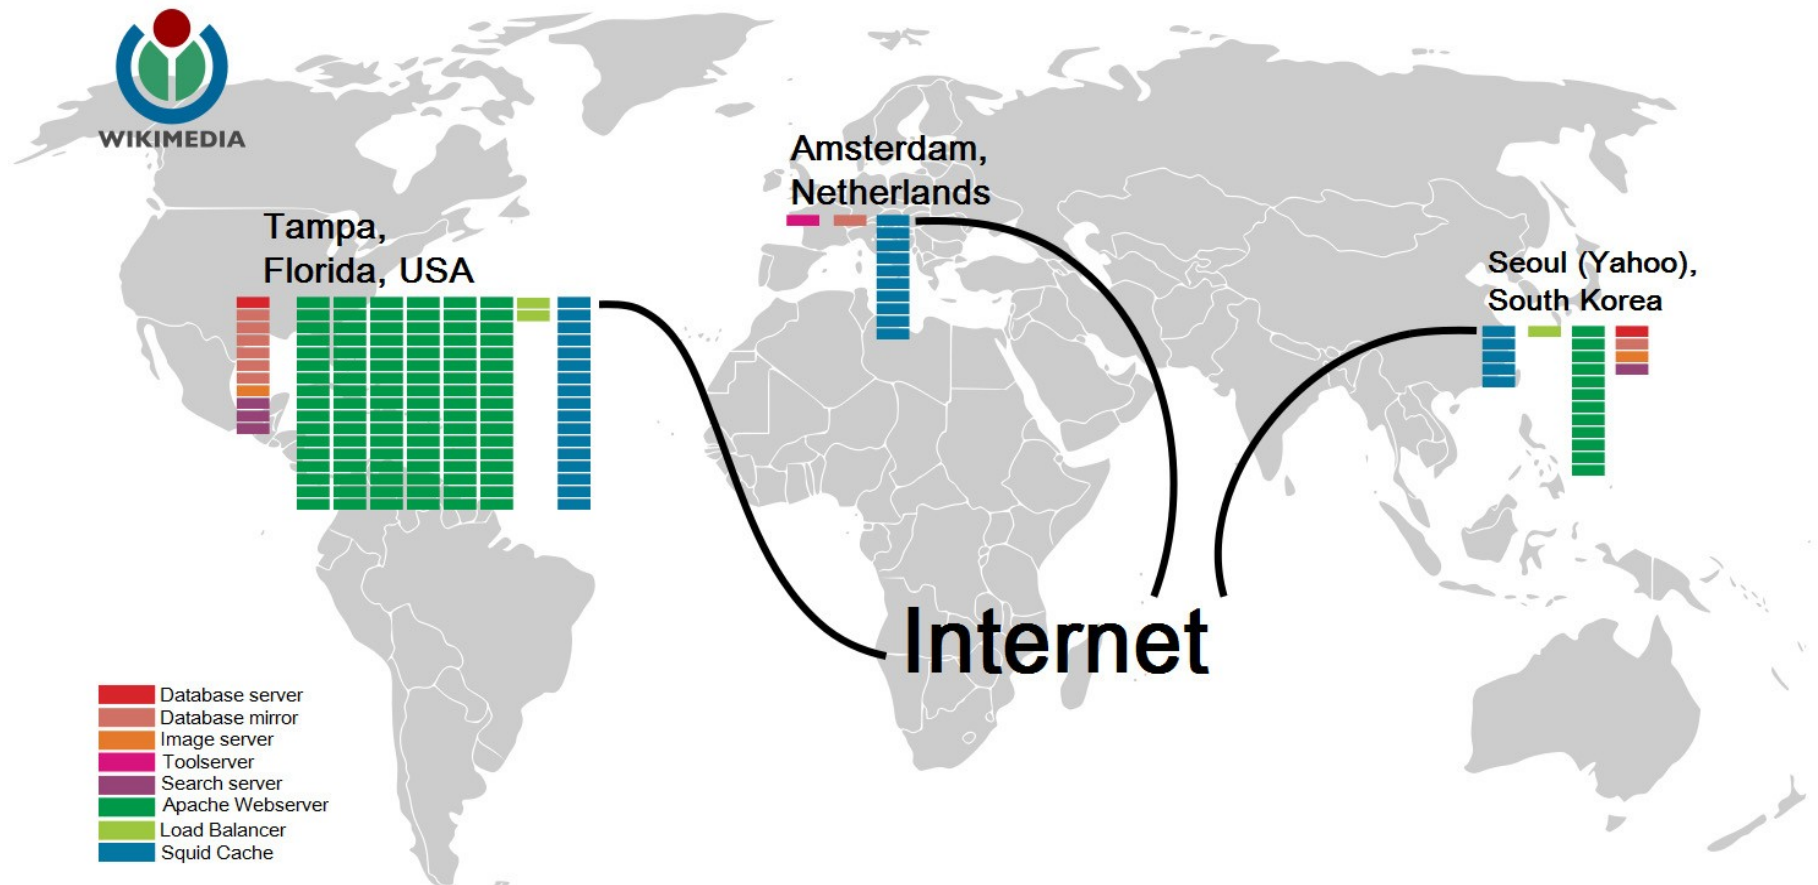 WIKIMEDIA
Amsterdam,
Netherlands
Tampa,
Florida, USA
Seoul (Yahoo),
South Korea
Internet
Database server
Database mirror
Image server
Toolserver
Search server
Apache Webserver
Load Balancer
Squid Cache